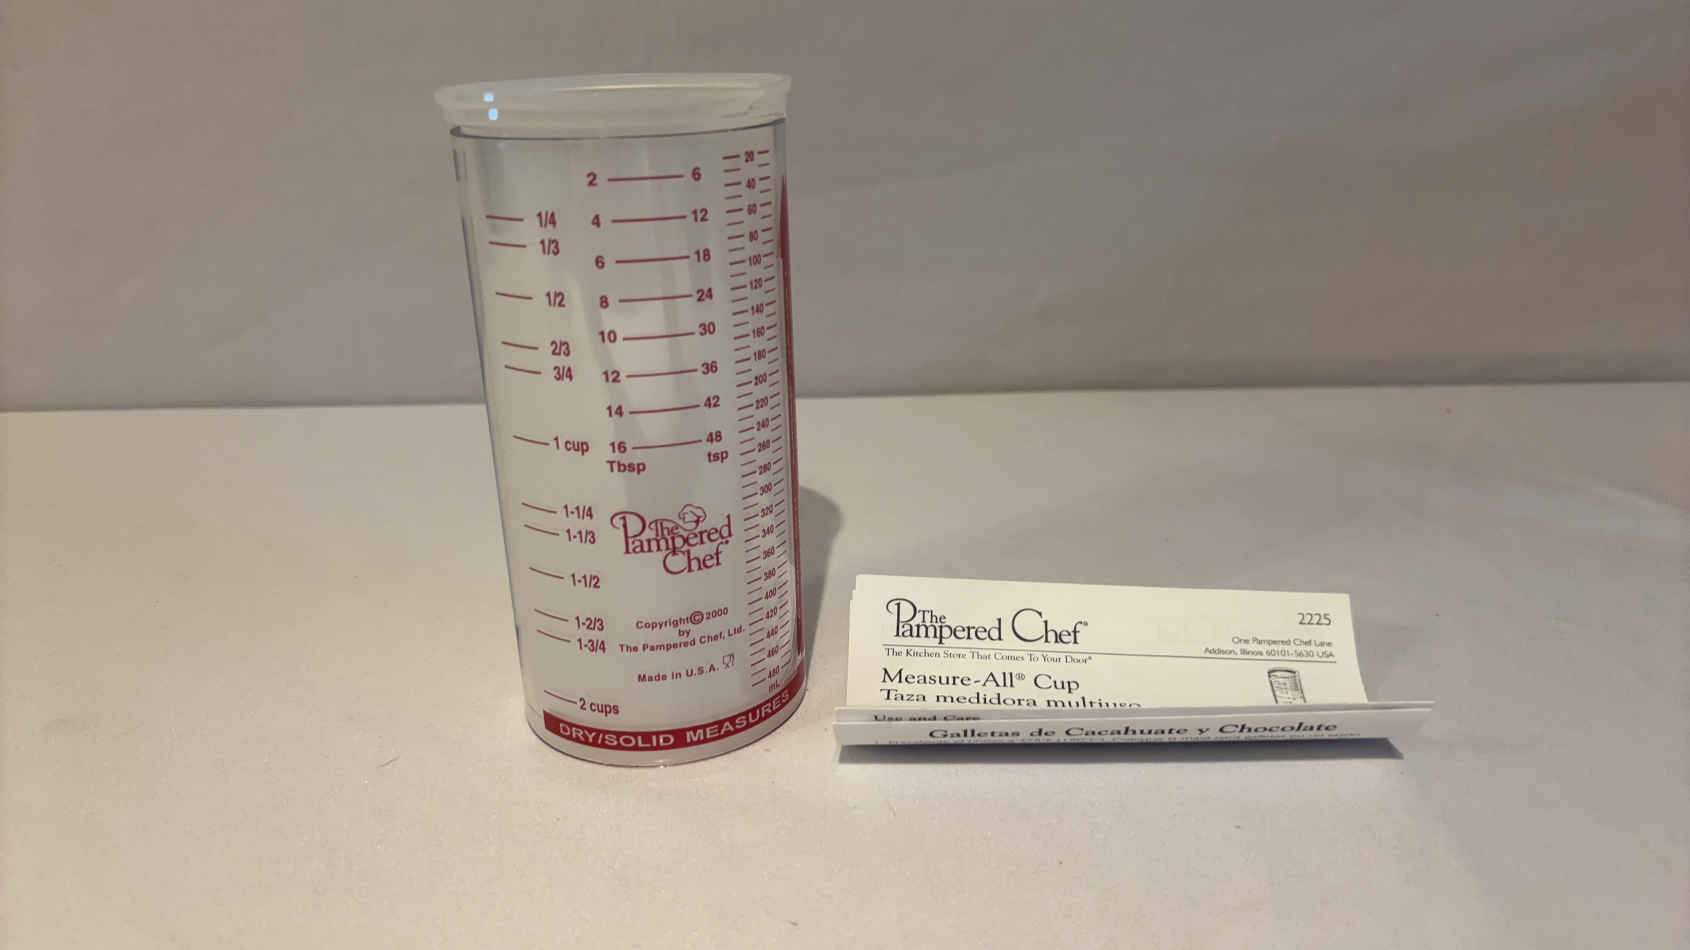 2 6
4 12
6 18
8 24
10 30
12 36
14 42
16 48
Tbsp tsp
1/4
1/3
1/2
2/3
3/4
1 cup
1-1/4
1-1/3
1-1/2
1-2/3
1-3/4
2 cups
20
40
60
80
100
120
140
160
180
200
220
240
260
280
300
320
340
360
380
400
420
440
460
480
mL
The
Pampered
Chef
Copyright © 2000
by
The Pampered Chef, Ltd.
Made in U.S.A.
DRY/SOLID MEASURES
The Pampered Chef®
2225
The Kitchen Store That Comes To Your Door®
One Pampered Chef Lane
Addison, Illinois 60101-5630 USA
Measure-All® Cup
Taza medidora multiuso
Use and Care
Galletas de Cacahuate y Chocolate